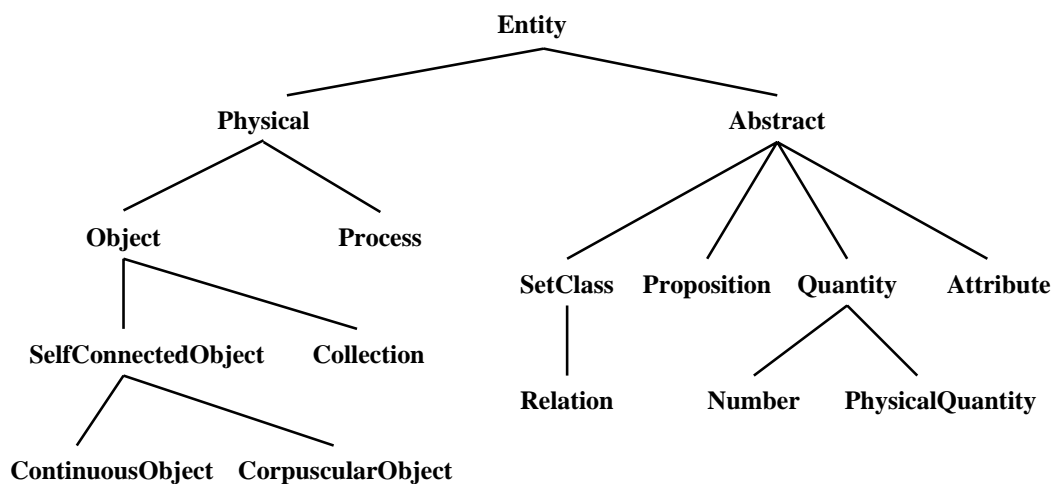 Entity
Physical Abstract
Object Process
SetClass Proposition Quantity Attribute
SelfConnectedObject Collection
Relation Number PhysicalQuantity
ContinuousObject CorpuscularObject